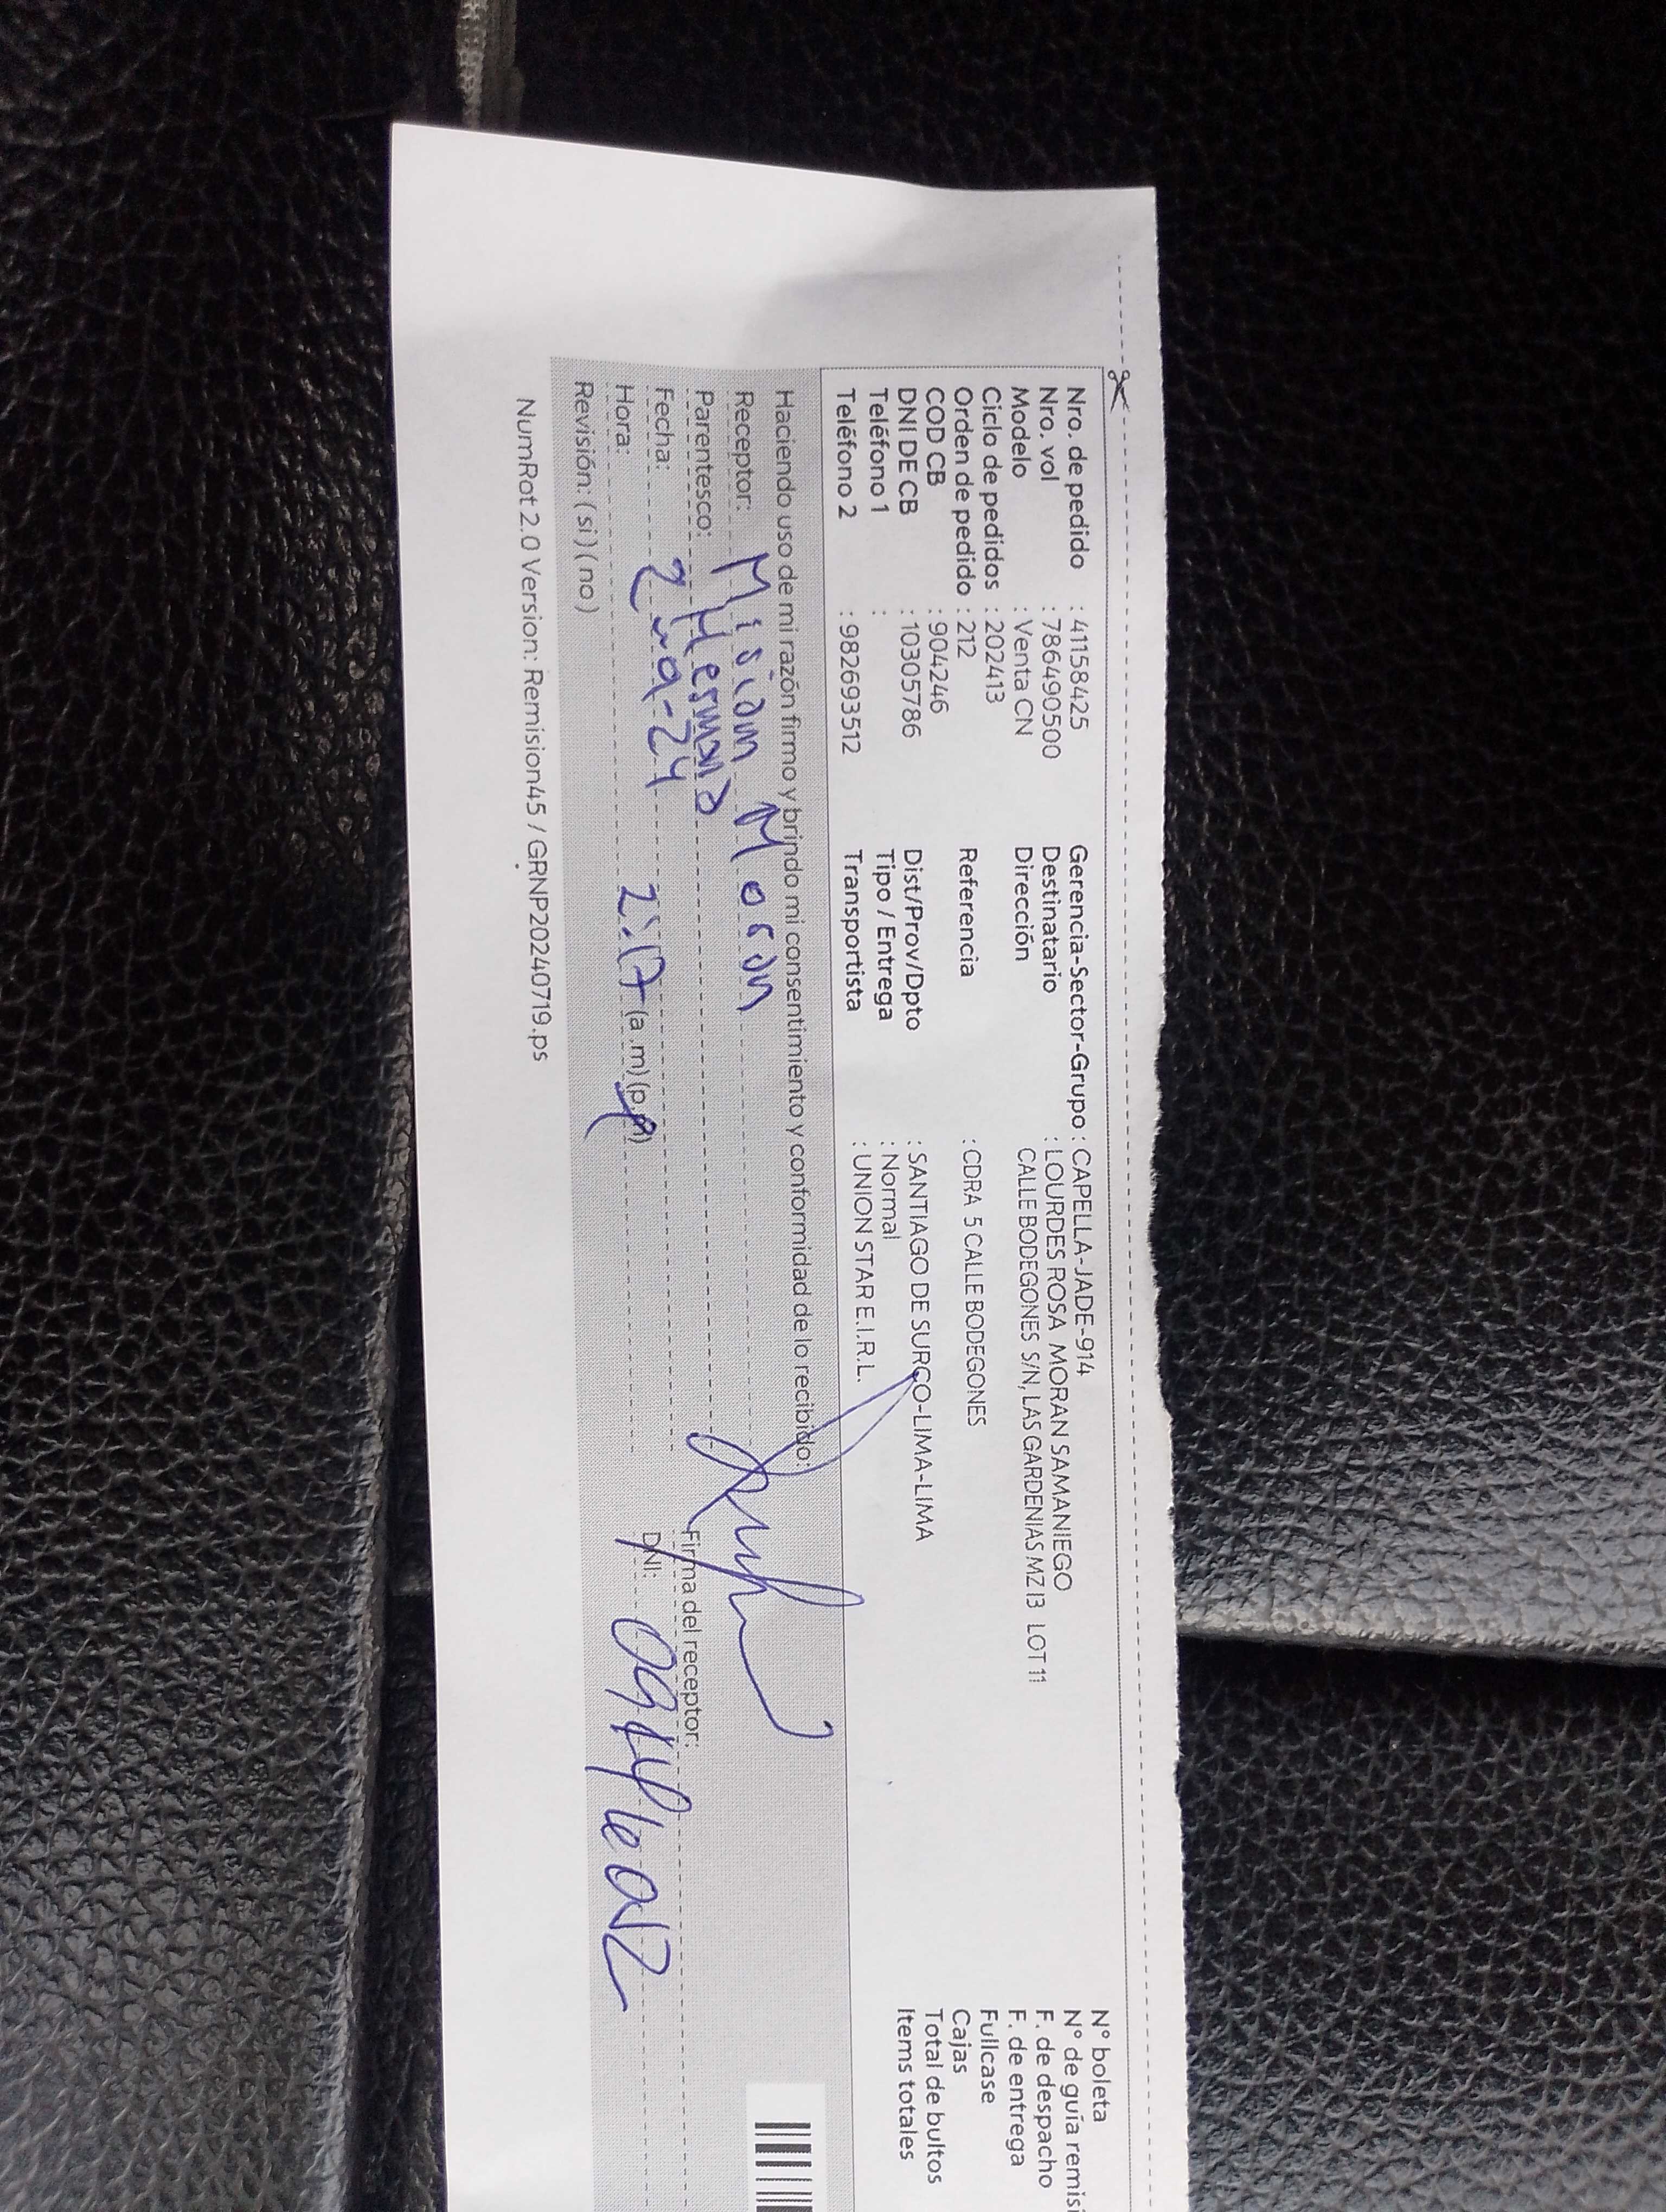 Nro. de pedido : 41158425
Nro. vol : 786490500
Modelo : Venta CN
Ciclo de pedidos : 202413
Orden de pedido : 212
COD CB : 904246
DNI DE CB : 10305786
Teléfono 1 :
Teléfono 2 : 982693512
Gerencia-Sector-Grupo : CAPELLA-JADE-914
Destinatario : LOURDES ROSA MORAN SAMANIEGO
Dirección CALLE BODEGONES S/N, LAS GARDENIAS MZ 13 LOT 11
Referencia : CDRA 5 CALLE BODEGONES
Dist/Prov/Dpto : SANTIAGO DE SURCO-LIMA-LIMA
Tipo / Entrega : Normal
Transportista : UNION STAR E.I.R.L.
N° boleta
N° de guía remisi
F. de despacho
F. de entrega
Fullcase
Cajas
Total de bultos
Items totales
Haciendo uso de mi razón firmo y brindo mi consentimiento y conformidad de lo recibido:
Receptor: Moran
Parentesco: Hermana
Fecha:
Hora: 2:17 (a.m) (p.m)
Revisión: (si) (no)
Firma del receptor:
DNI:
NumRot 2.0 Version: Remision45 / GRNP20240719.ps